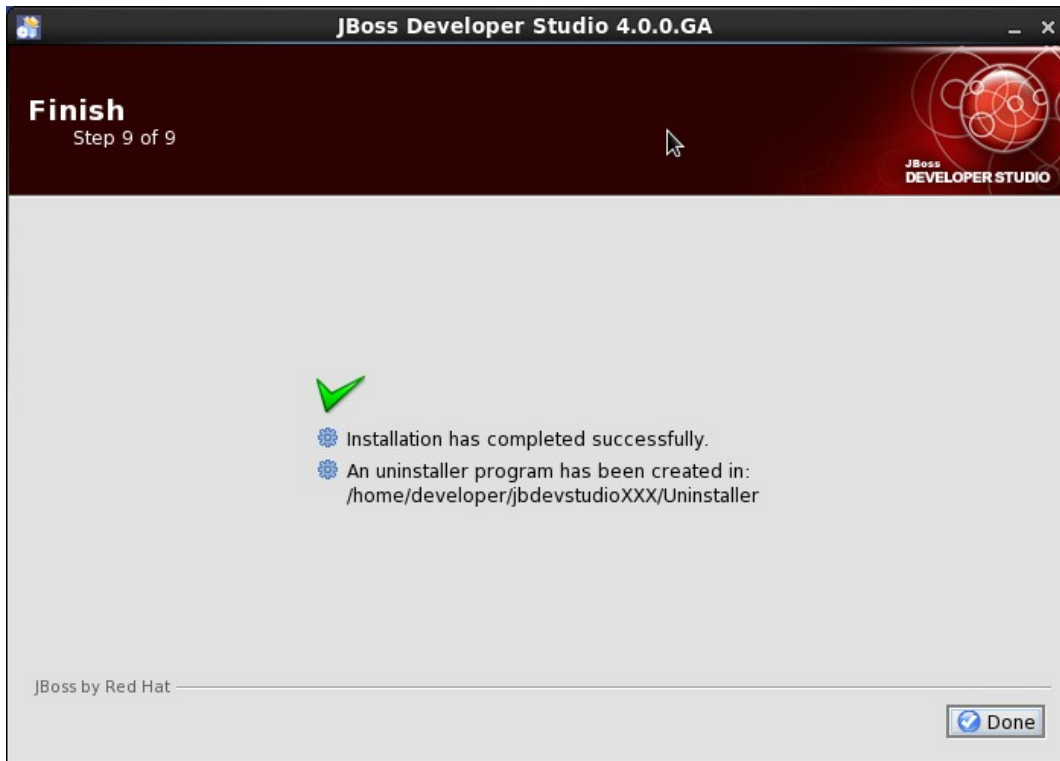 JBoss Developer Studio 4.0.0.GA
Finish
Step 9 of 9
JBoss
DEVELOPER STUDIO
Installation has completed successfully.
An uninstaller program has been created in:
/home/developer/jbdevstudioXXX/Uninstaller
JBoss by Red Hat
Done